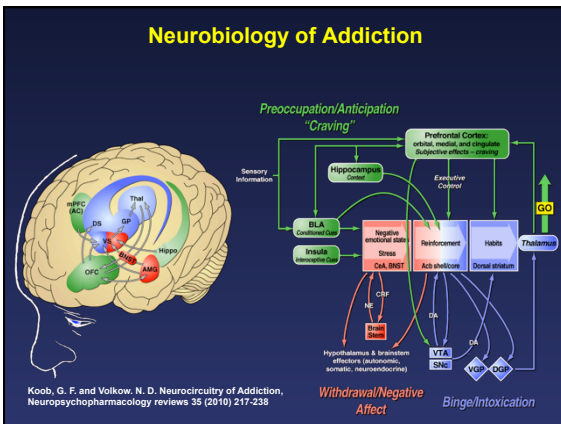 Neurobiology of Addiction
Preoccupation/Anticipation
“Craving”
Prefrontal Cortex:
orbital, medial, and cingulate
Subjective effects – craving
Sensory
Information
Hippocampus
Context
Executive
Control
GO
mPFC
(AC)
Thal
DS
GP
VS
BNST
Hippo
OFC
AMG
BLA
Conditioned Cues
Insula
Interoceptive Cues
Negative
emotional state
Stress
CeA, BNST
Reinforcement
Acb shell/core
Habits
Dorsal striatum
Thalamus
CRF
NE
Brain
Stem
DA
DA
VTA
SNc
VGP
DGP
Hypothalamus & brainstem
effectors (autonomic,
somatic, neuroendocrine)
Withdrawal/Negative
Affect
Binge/Intoxication
Koob, G. F. and Volkow. N. D. Neurocircuitry of Addiction,
Neuropsychopharmacology reviews 35 (2010) 217-238